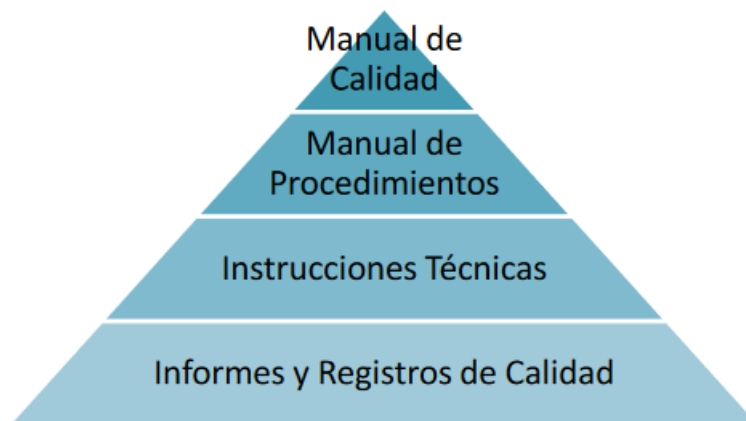 Manual de
Calidad
Manual de
Procedimientos
Instrucciones Técnicas
Informes y Registros de Calidad